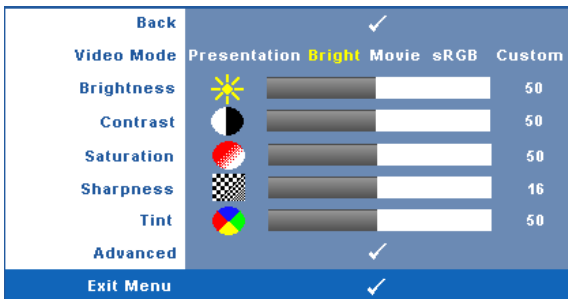 Back
Video Mode Presentation Bright Movie sRGB Custom
Brightness 50
Contrast 50
Saturation 50
Sharpness 16
Tint 50
Advanced
Exit Menu